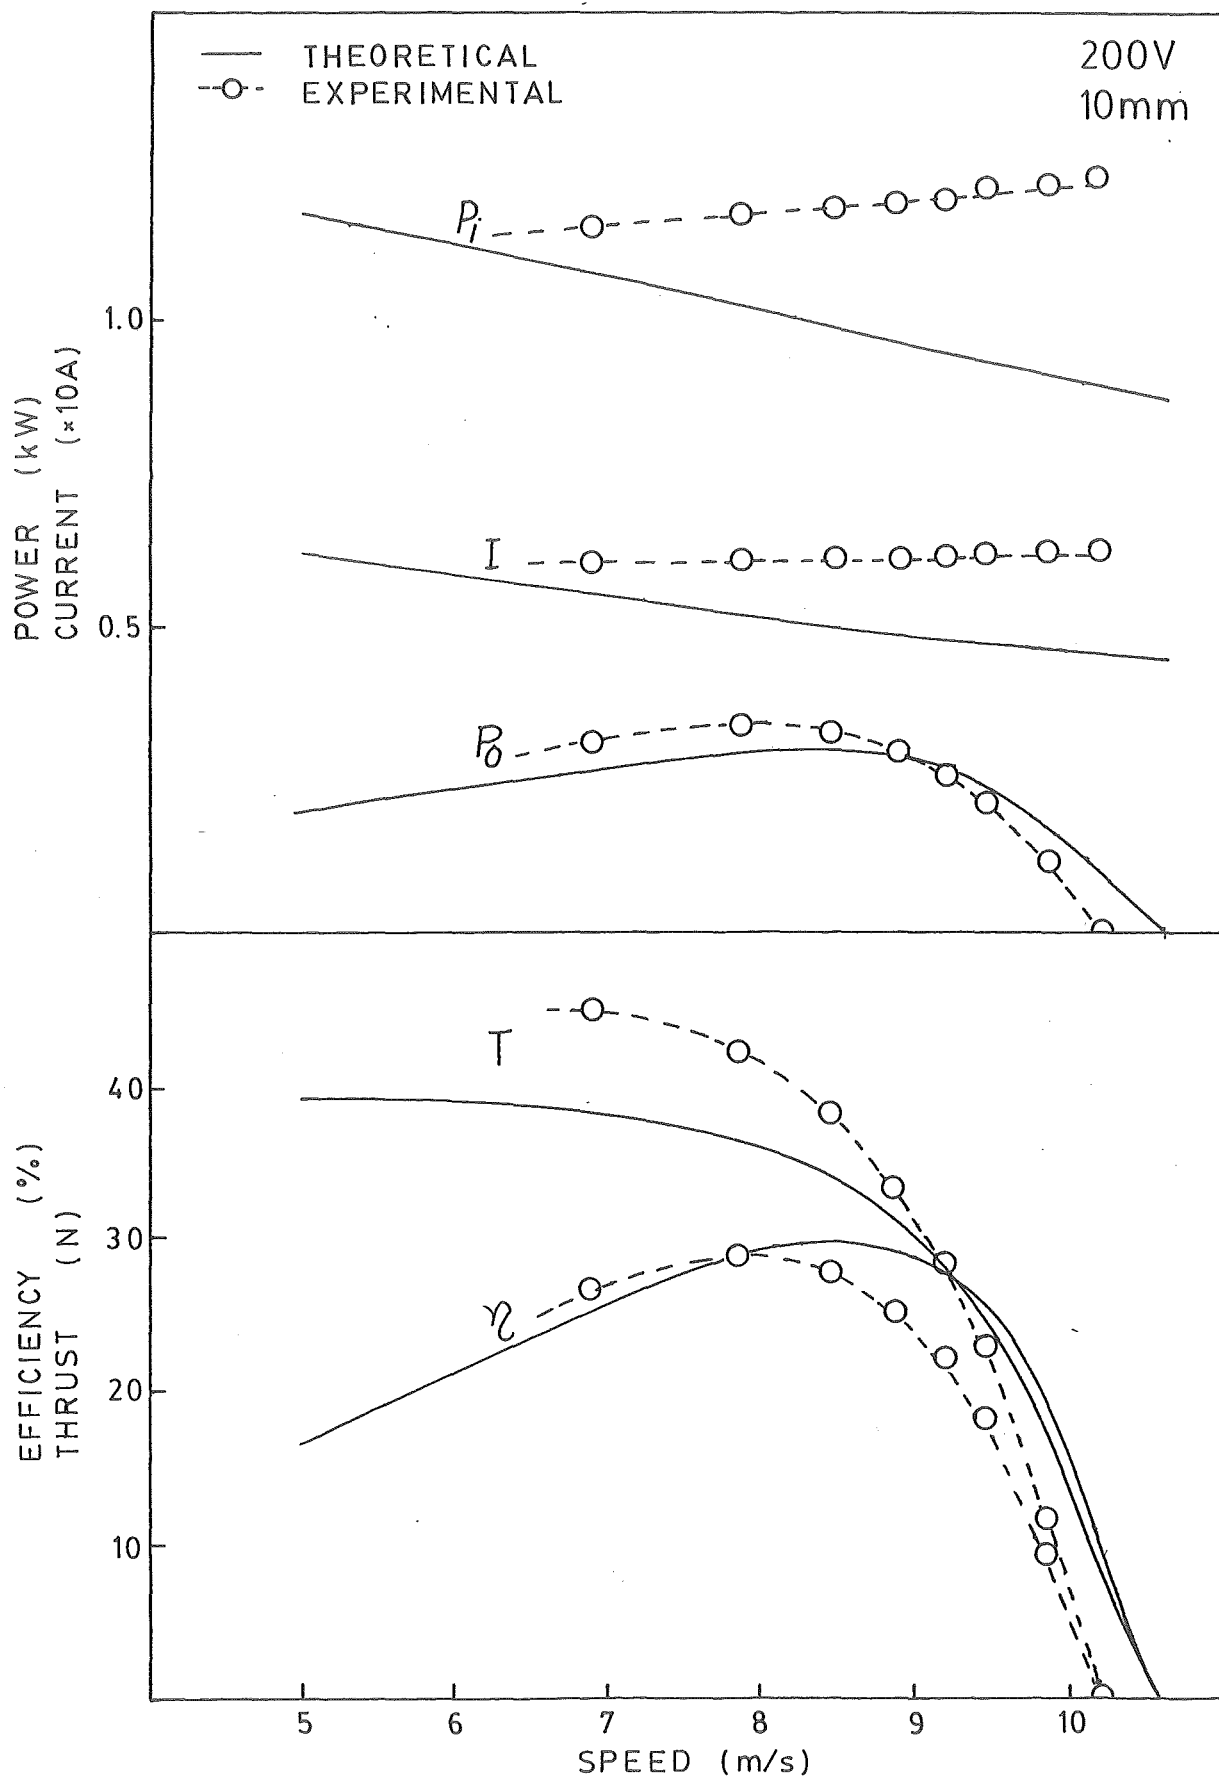 THEORETICAL
EXPERIMENTAL
200V
10mm
Pi
1.0
I
0.5
Po
POWER (kW)
CURRENT (×10A)
T
40
30
η
20
10
EFFICIENCY (%)
THRUST (N)
5 6 7 8 9 10
SPEED (m/s)